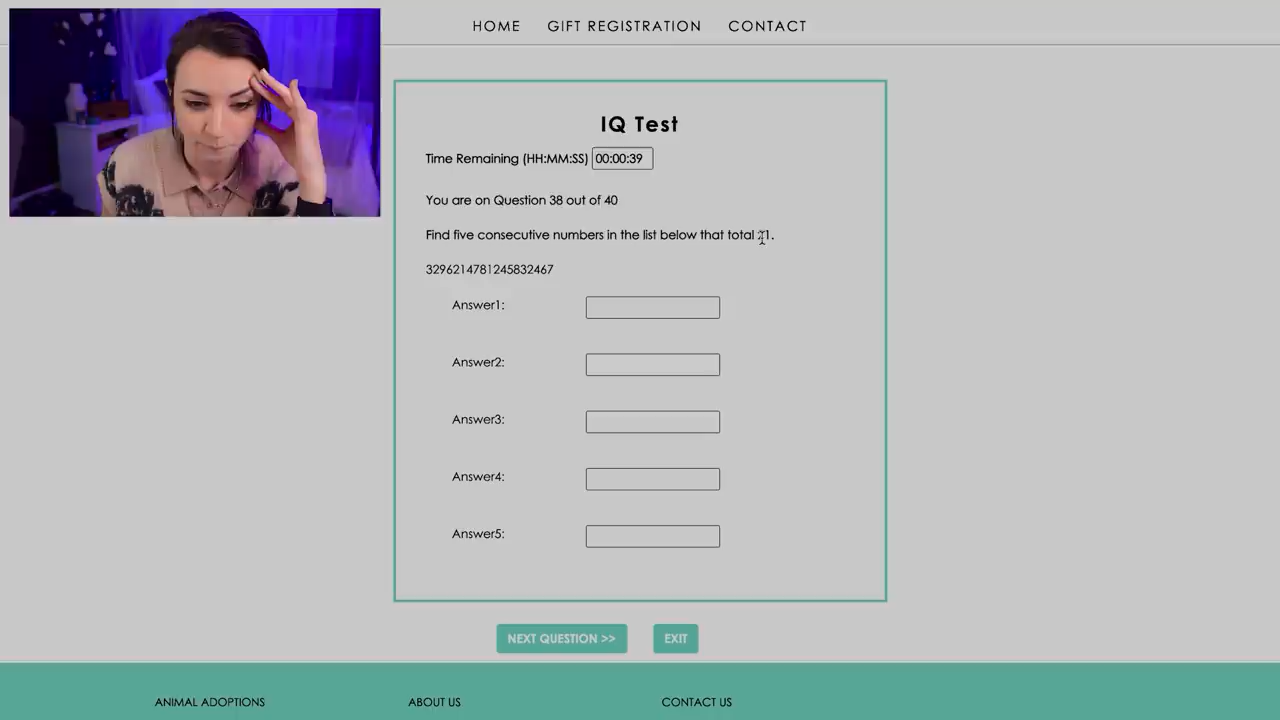 HOME GIFT REGISTRATION CONTACT
IQ Test
Time Remaining (HH:MM:SS) 00:00:39
You are on Question 38 out of 40
Find five consecutive numbers in the list below that total
3296214781245832467
Answer1:
Answer2:
Answer3:
Answer4:
Answer5:
NEXT QUESTION >> EXIT
ANIMAL ADOPTIONS ABOUT US CONTACT US